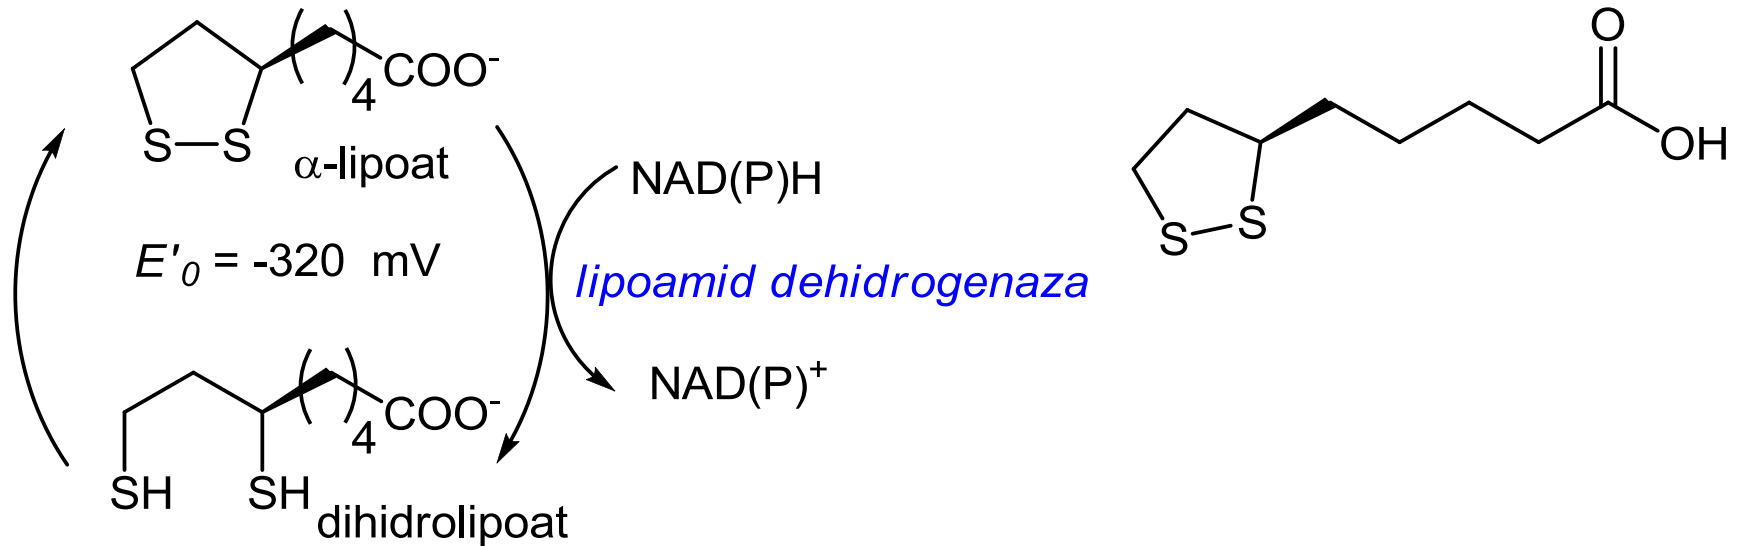 COO-
4
S S
α-lipoat
E'0 = -320 mV
COO-
4
SH SH
dihidrolipoat
NAD(P)H
lipoamid dehidrogenaza
NAD(P)+
O
OH
S S